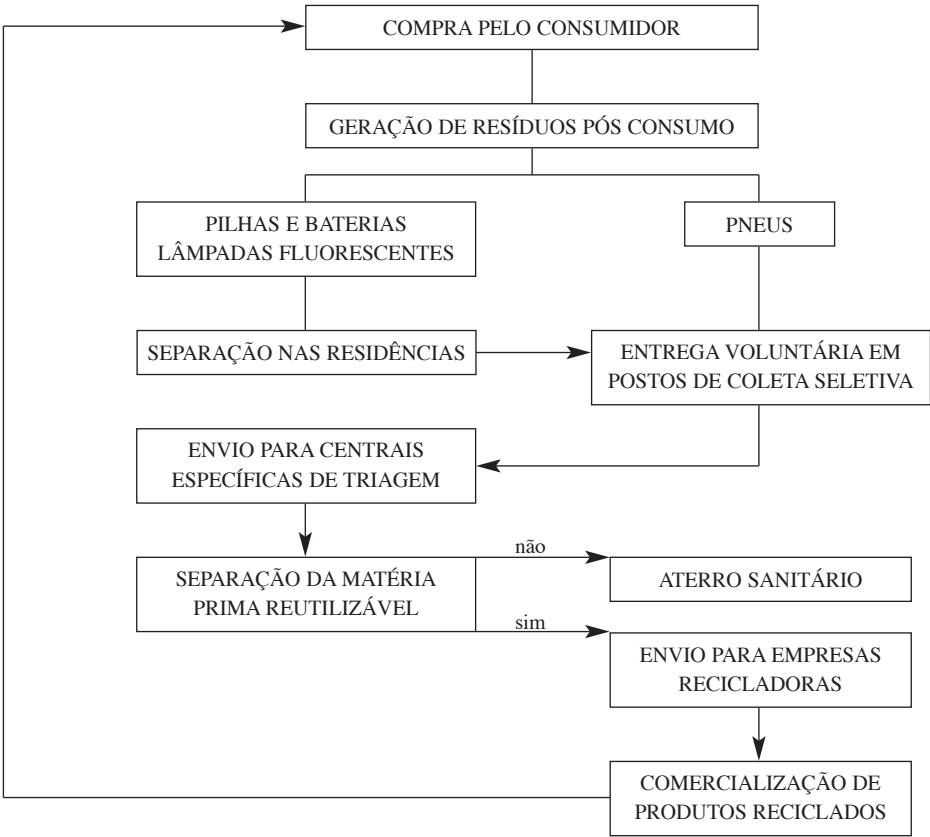 COMPRA PELO CONSUMIDOR
GERAÇÃO DE RESÍDUOS PÓS CONSUMO
PILHAS E BATERIAS
LÂMPADAS FLUORESCENTES
PNEUS
SEPARAÇÃO NAS RESIDÊNCIAS
ENTREGA VOLUNTÁRIA EM
POSTOS DE COLETA SELETIVA
ENVIO PARA CENTRAIS
ESPECÍFICAS DE TRIAGEM
SEPARAÇÃO DA MATÉRIA
PRIMA REUTILIZÁVEL
não
ATERRO SANITÁRIO
sim
ENVIO PARA EMPRESAS
RECICLADORAS
COMERCIALIZAÇÃO DE
PRODUTOS RECICLADOS